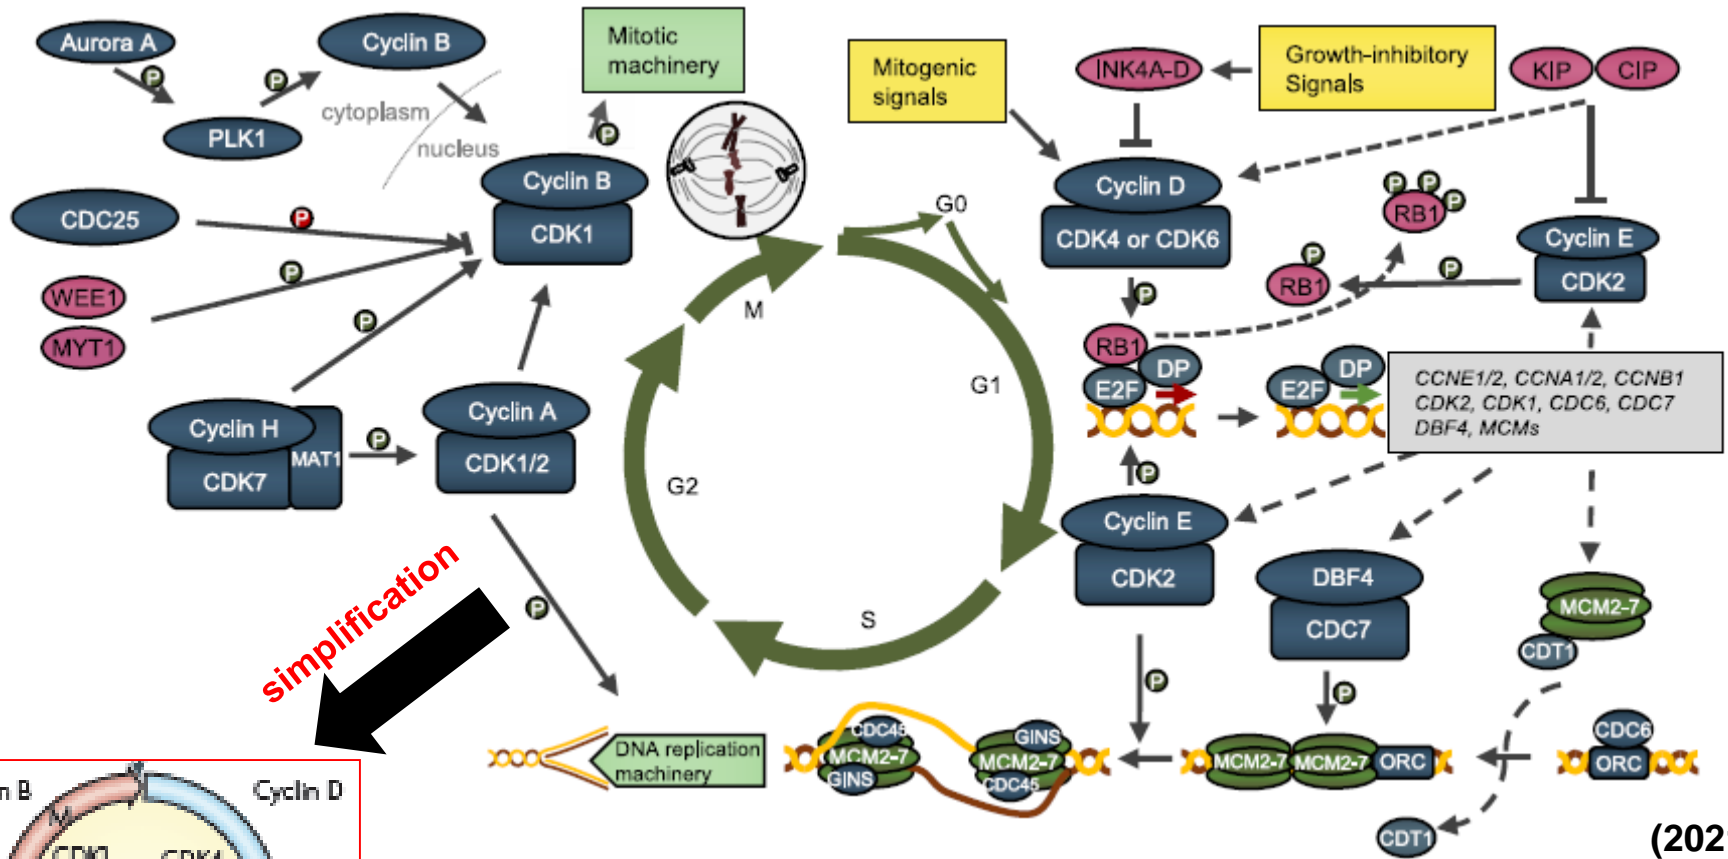 Aurora A
P
P
Cyclin B
PLK1
cytoplasm
nucleus
Mitotic
machinery
P
Cyclin B
CDK1
CDC25
P
WEE1
MYT1
P
P
Cyclin H
CDK7
MAT1
P
Cyclin A
CDK1/2
P
Mitogenic
signals
INK4A-D
Growth-inhibitory
Signals
KIP
CIP
Cyclin D
CDK4 or CDK6
P
P
P
P
RB1
Cyclin E
CDK2
P
P
RB1
RB1
E2F
DP
E2F
DP
CCNE1/2, CCNA1/2, CCNB1
CDK2, CDK1, CDC6, CDC7
DBF4, MCMs
P
Cyclin E
CDK2
P
DBF4
CDC7
P
MCM2-7
CDT1
G0
G1
S
G2
M
simplification
DNA replication
machinery
CDC45
MCM2-7
GINS
GINS
MCM2-7
CDC45
MCM2-7
MCM2-7
ORC
CDC6
ORC
CDT1
n B
M
Cyclin D
CDK1
CDK4
(202